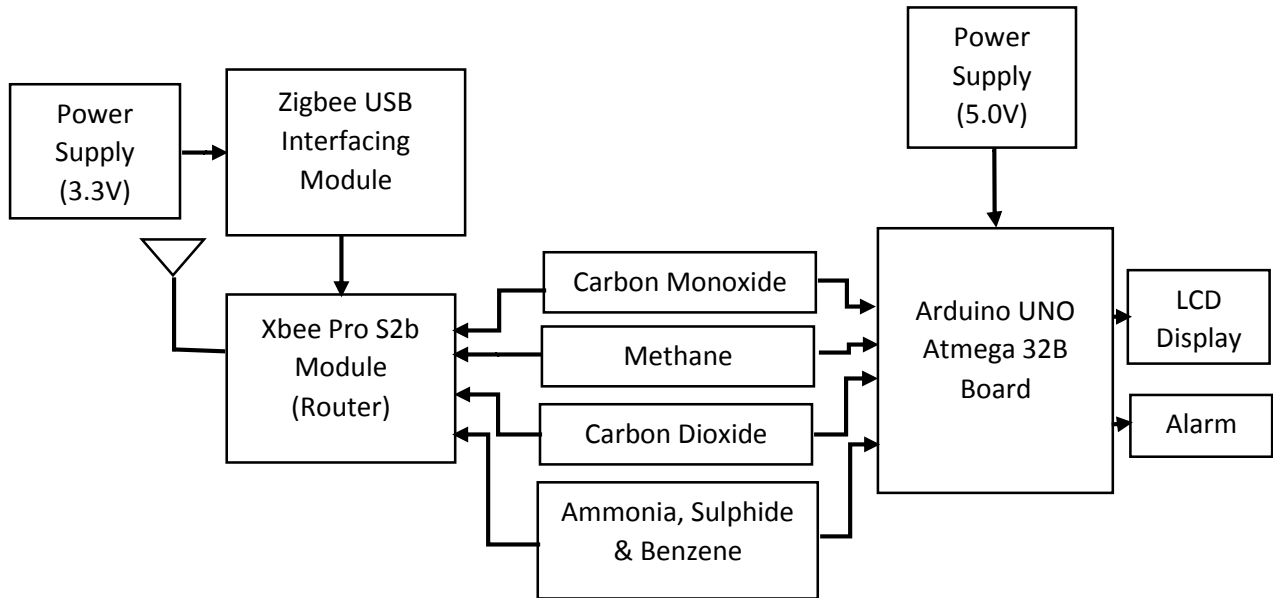 Power
Supply
(3.3V)
Zigbee USB
Interfacing
Module
Power
Supply
(5.0V)
Xbee Pro S2b
Module
(Router)
Carbon Monoxide
Methane
Carbon Dioxide
Ammonia, Sulphide
& Benzene
Arduino UNO
Atmega 32B
Board
LCD
Display
Alarm